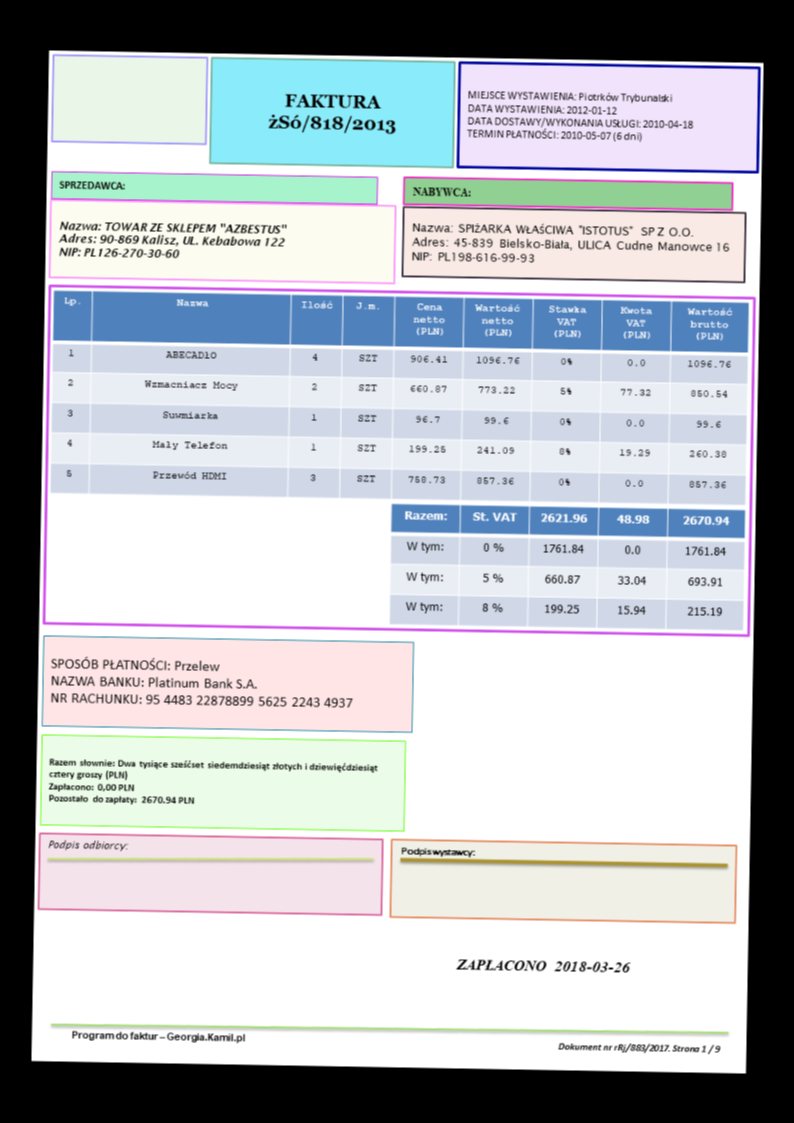 FAKTURA
żSó/818/2013
MIEJSCE WYSTAWIENIA: Piotrków Trybunalski
DATA WYSTAWIENIA: 2012-01-12
DATA DOSTAWY/WYKONANIA USŁUGI: 2010-04-18
TERMIN PŁATNOŚCI: 2010-05-07 (6 dni)
SPRZEDAWCA:
Nazwa: TOWAR ZE SKLEPEM "AZBESTUS"
Adres: 90-869 Kalisz, UL. Kebabowa 122
NIP: PL126-270-30-60
NABYWCA:
Nazwa: SPIŻARKA WŁAŚCIWA "ISTOTUS" SP Z O.O.
Adres: 45-839 Bielsko-Biała, ULICA Cudne Manowce 16
NIP: PL198-616-99-93
Lp. Nazwa Ilość J.m. Cena netto (PLN) Wartość netto (PLN) Stawka VAT (PLN) Kwota VAT (PLN) Wartość brutto (PLN)
1 ABECADłO 4 SZT 906.41 1096.76 0% 0.0 1096.76
2 Wzmacniacz Mocy 2 SZT 660.87 773.22 5% 77.32 850.54
3 Suwmiarka 1 SZT 96.7 99.6 0% 0.0 99.6
4 Mały Telefon 1 SZT 199.25 241.09 8% 19.29 260.38
5 Przewód HDMI 3 SZT 758.73 857.36 0% 0.0 857.36
Razem: St. VAT 2621.96 48.98 2670.94
W tym: 0 % 1761.84 0.0 1761.84
W tym: 5 % 660.87 33.04 693.91
W tym: 8 % 199.25 15.94 215.19
SPOSÓB PŁATNOŚCI: Przelew
NAZWA BANKU: Platinum Bank S.A.
NR RACHUNKU: 95 4483 22878899 5625 2243 4937
Razem słownie: Dwa tysiące sześćset siedemdziesiąt złotych i dziewięćdziesiąt
cztery groszy (PLN)
Zapłacono: 0,00 PLN
Pozostało do zapłaty: 2670.94 PLN
Podpis odbiorcy:
Podpis wystawcy:
ZAPŁACONO 2018-03-26
Program do faktur – Georgia.Kamil.pl
Dokument nr rRj/883/2017. Strona 1 / 9